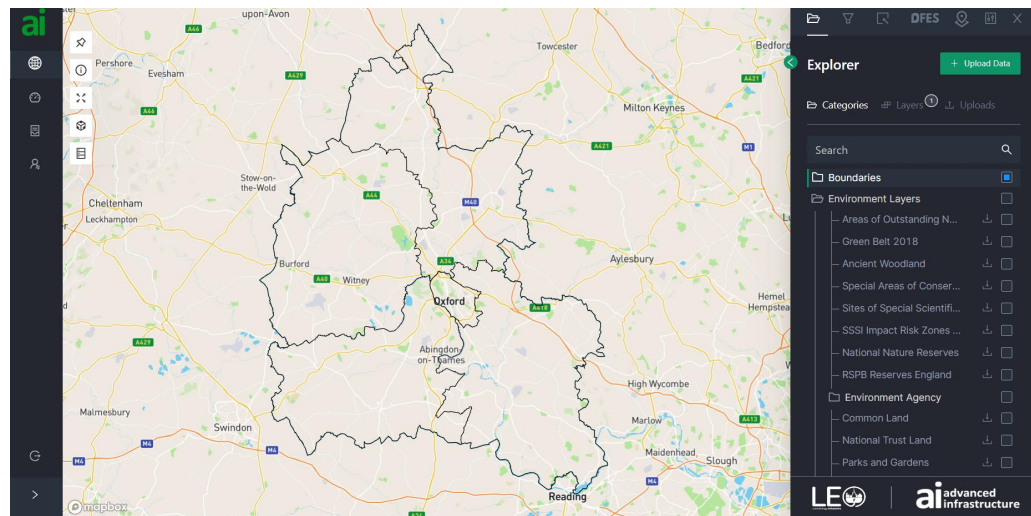 ai
upon-Avon
A46
Towcester
Bedford
Pershore
Evesham
A429
A421
A46
Milton Keynes
A421
M1
Stow-on-
the-Wold
Cheltenham
A44
M40
Leckhampton
Burford
A34
Aylesbury
A40
Witney
Oxford
A418
Hemel
Hempstea
A429
Abingdon-
on-Thames
High Wycombe
Malmesbury
Marlow
A413
Swindon
M4
M4
Maidenhead
Slough
M4
Reading
mapbox
DFES
X
Explorer
+ Upload Data
Categories
Layers 1
Uploads
Search
Boundaries
Environment Layers
Areas of Outstanding N...
Green Belt 2018
Ancient Woodland
Special Areas of Conser...
Sites of Special Scientifi...
SSSI Impact Risk Zones ...
National Nature Reserves
RSPB Reserves England
Environment Agency
Common Land
National Trust Land
Parks and Gardens
LEO
ai advanced
infrastructure